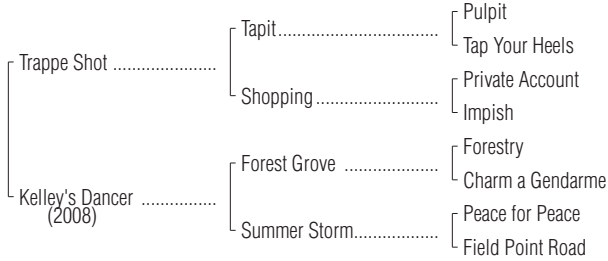 Pulpit
Tapit
Tap Your Heels
Trappe Shot
Private Account
Shopping
Impish
Forestry
Forest Grove
Charm a Gendarme
Kelley's Dancer
(2008)
Peace for Peace
Summer Storm
Field Point Road